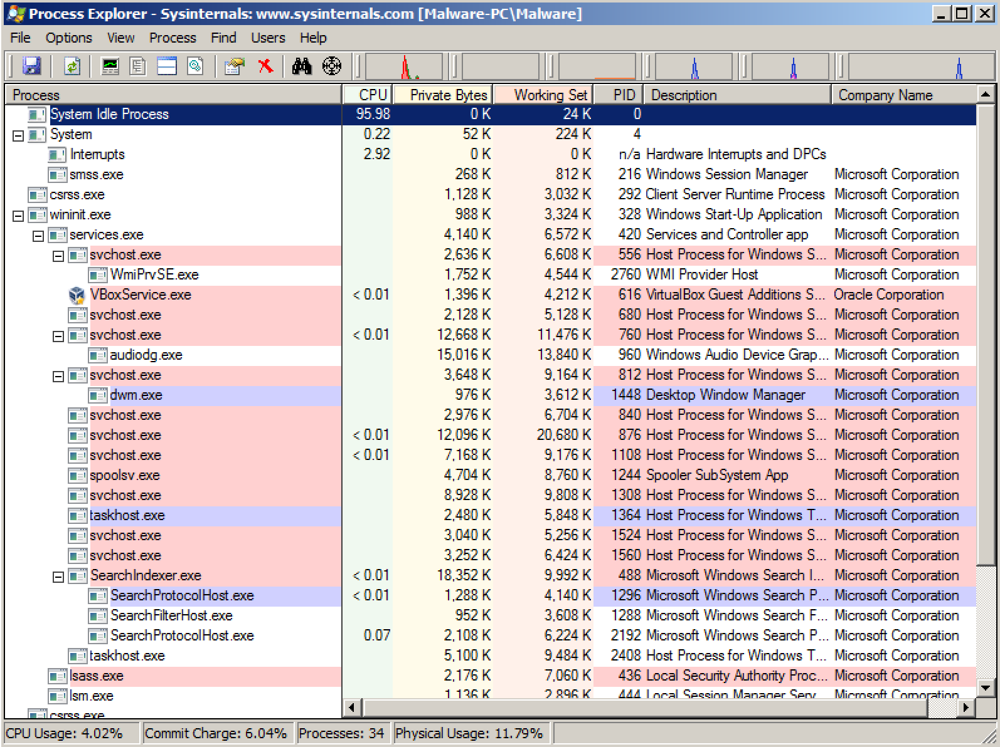 Process Explorer - Sysinternals: www.sysinternals.com [Malware-PC\Malware]
File Options View Process Find Users Help
Process CPU Private Bytes Working Set PID Description Company Name
System Idle Process 95.98 0 K 24 K 0
System 0.22 52 K 224 K 4
Interrupts 2.92 0 K 0 K n/a Hardware Interrupts and DPCs
smss.exe 268 K 812 K 216 Windows Session Manager Microsoft Corporation
csrss.exe 1,128 K 3,032 K 292 Client Server Runtime Process Microsoft Corporation
wininit.exe 988 K 3,324 K 328 Windows Start-Up Application Microsoft Corporation
services.exe 4,140 K 6,572 K 420 Services and Controller app Microsoft Corporation
svchost.exe 2,636 K 6,608 K 556 Host Process for Windows S... Microsoft Corporation
WmiPrvSE.exe 1,752 K 4,544 K 2760 WMI Provider Host Microsoft Corporation
VBoxService.exe < 0.01 1,396 K 4,212 K 616 VirtualBox Guest Additions S... Oracle Corporation
svchost.exe 2,128 K 5,128 K 680 Host Process for Windows S... Microsoft Corporation
svchost.exe < 0.01 12,668 K 11,476 K 760 Host Process for Windows S... Microsoft Corporation
audiodg.exe 15,016 K 13,840 K 960 Windows Audio Device Grap... Microsoft Corporation
svchost.exe 3,648 K 9,164 K 812 Host Process for Windows S... Microsoft Corporation
dwm.exe 976 K 3,612 K 1448 Desktop Window Manager Microsoft Corporation
svchost.exe 2,976 K 6,704 K 840 Host Process for Windows S... Microsoft Corporation
svchost.exe < 0.01 12,096 K 20,680 K 876 Host Process for Windows S... Microsoft Corporation
svchost.exe < 0.01 7,168 K 9,176 K 1108 Host Process for Windows S... Microsoft Corporation
spoolsv.exe 4,704 K 8,760 K 1244 Spooler SubSystem App Microsoft Corporation
svchost.exe 8,928 K 9,808 K 1308 Host Process for Windows S... Microsoft Corporation
taskhost.exe 2,480 K 5,848 K 1364 Host Process for Windows T... Microsoft Corporation
svchost.exe 3,040 K 5,256 K 1524 Host Process for Windows S... Microsoft Corporation
svchost.exe 3,252 K 6,424 K 1560 Host Process for Windows S... Microsoft Corporation
SearchIndexer.exe < 0.01 18,352 K 9,992 K 488 Microsoft Windows Search I... Microsoft Corporation
SearchProtocolHost.exe < 0.01 1,288 K 4,140 K 1296 Microsoft Windows Search P... Microsoft Corporation
SearchFilterHost.exe 952 K 3,608 K 1288 Microsoft Windows Search F... Microsoft Corporation
SearchProtocolHost.exe 0.07 2,108 K 6,224 K 2192 Microsoft Windows Search P... Microsoft Corporation
taskhost.exe 5,100 K 9,484 K 2408 Host Process for Windows T... Microsoft Corporation
lsass.exe 2,176 K 7,060 K 436 Local Security Authority Proc... Microsoft Corporation
lsm.exe 1,136 K 2,896 K 444 Local Session Manager Serv... Microsoft Corporation
csrss.exe
CPU Usage: 4.02% Commit Charge: 6.04% Processes: 34 Physical Usage: 11.79%